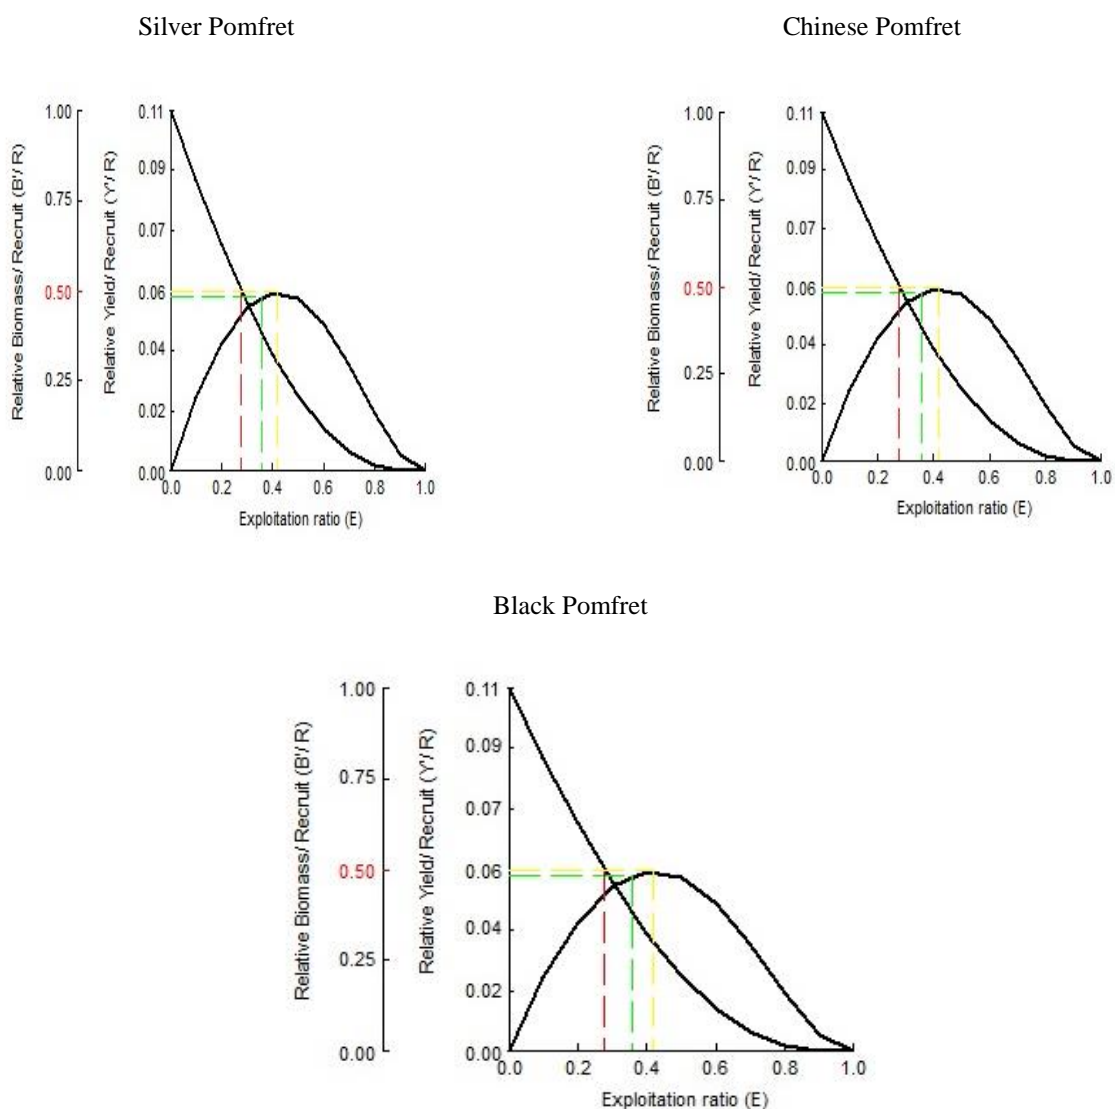 Silver Pomfret
Relative Biomass/ Recruit (B'/ R)
1.00
0.75
0.50
0.25
0.00
Relative Yield/ Recruit (Y'/ R)
0.11
0.09
0.07
0.06
0.04
0.02
0.00
0.0 0.2 0.4 0.6 0.8 1.0
Exploitation ratio (E)
Chinese Pomfret
Relative Biomass/ Recruit (B'/ R)
1.00
0.75
0.50
0.25
0.00
Relative Yield/ Recruit (Y'/ R)
0.11
0.09
0.07
0.06
0.04
0.02
0.00
0.0 0.2 0.4 0.6 0.8 1.0
Exploitation ratio (E)
Black Pomfret
Relative Biomass/ Recruit (B'/ R)
1.00
0.75
0.50
0.25
0.00
Relative Yield/ Recruit (Y'/ R)
0.11
0.09
0.07
0.06
0.04
0.02
0.00
0.0 0.2 0.4 0.6 0.8 1.0
Exploitation ratio (E)